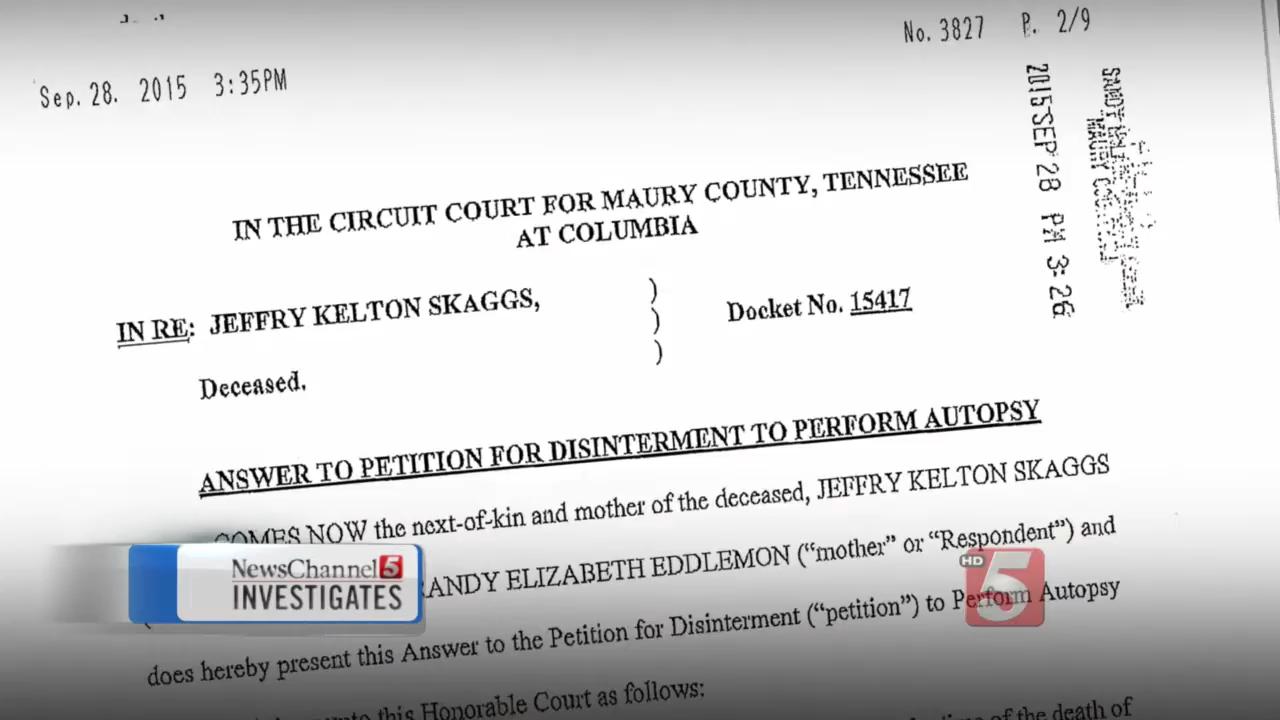 No. 3827 P. 2/9
Sep. 28. 2015 3:35PM
2015 SEP 28 PM 3:26
MAURY
IN THE CIRCUIT COURT FOR MAURY COUNTY, TENNESSEE
AT COLUMBIA
IN RE: JEFFRY KELTON SKAGGS,
)
)
)
Docket No. 15417
Deceased.
ANSWER TO PETITION FOR DISINTERMENT TO PERFORM AUTOPSY
COMES NOW the next-of-kin and mother of the deceased, JEFFRY KELTON SKAGGS
RANDY ELIZABETH EDDLEMON (“mother” or “Respondent”) and
does hereby present this Answer to the Petition for Disinterment (“petition”) to Perform Autopsy
this Honorable Court as follows:
of the death of
NewsChannel 5
INVESTIGATES
HD 5